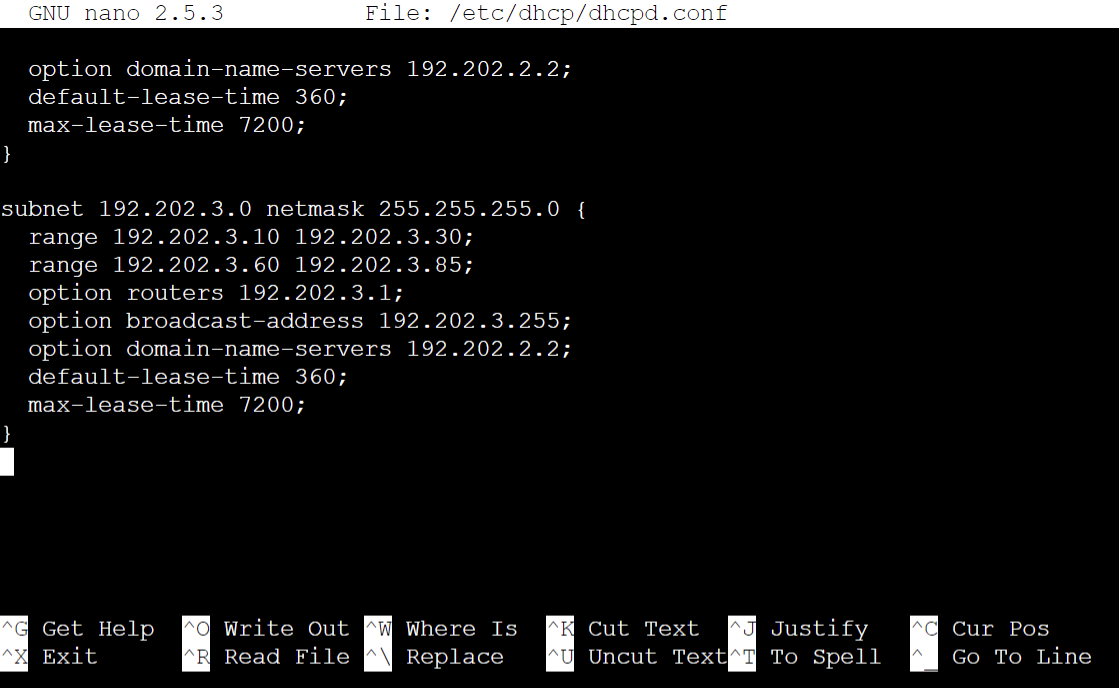 GNU nano 2.5.3 File: /etc/dhcp/dhcpd.conf
option domain-name-servers 192.202.2.2;
default-lease-time 360;
max-lease-time 7200;
}
subnet 192.202.3.0 netmask 255.255.255.0 {
range 192.202.3.10 192.202.3.30;
range 192.202.3.60 192.202.3.85;
option routers 192.202.3.1;
option broadcast-address 192.202.3.255;
option domain-name-servers 192.202.2.2;
default-lease-time 360;
max-lease-time 7200;
}
^G Get Help ^O Write Out ^W Where Is ^K Cut Text ^J Justify ^C Cur Pos
^X Exit ^R Read File ^\ Replace ^U Uncut Text ^T To Spell ^_ Go To Line